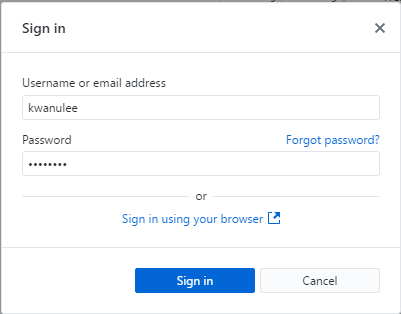 Sign in
Username or email address
kwanulee
Password Forgot password?
••••••••
or
Sign in using your browser
Sign in Cancel